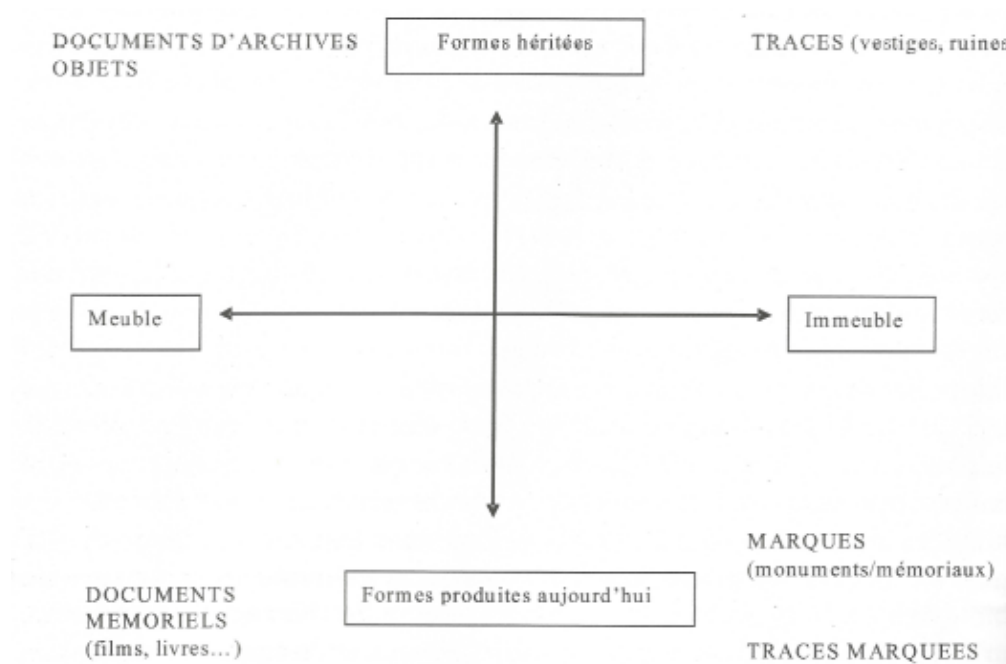 DOCUMENTS D'ARCHIVES
OBJETS
Formes héritées
TRACES (vestiges, ruines
Meuble
Immeuble
MARQUES
(monuments/mémoriaux)
DOCUMENTS
MEMORIELS
(films, livres...)
Formes produites aujourd'hui
TRACES MARQUEES